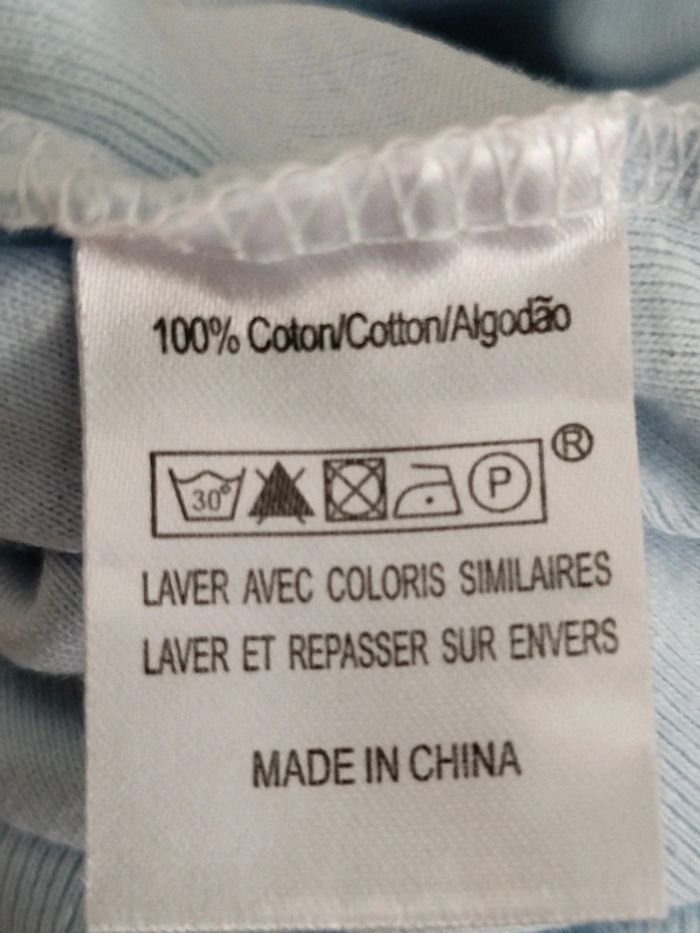 100% Coton/Cotton/Algodão
30° P ®
LAVER AVEC COLORIS SIMILAIRES
LAVER ET REPASSER SUR ENVERS
MADE IN CHINA